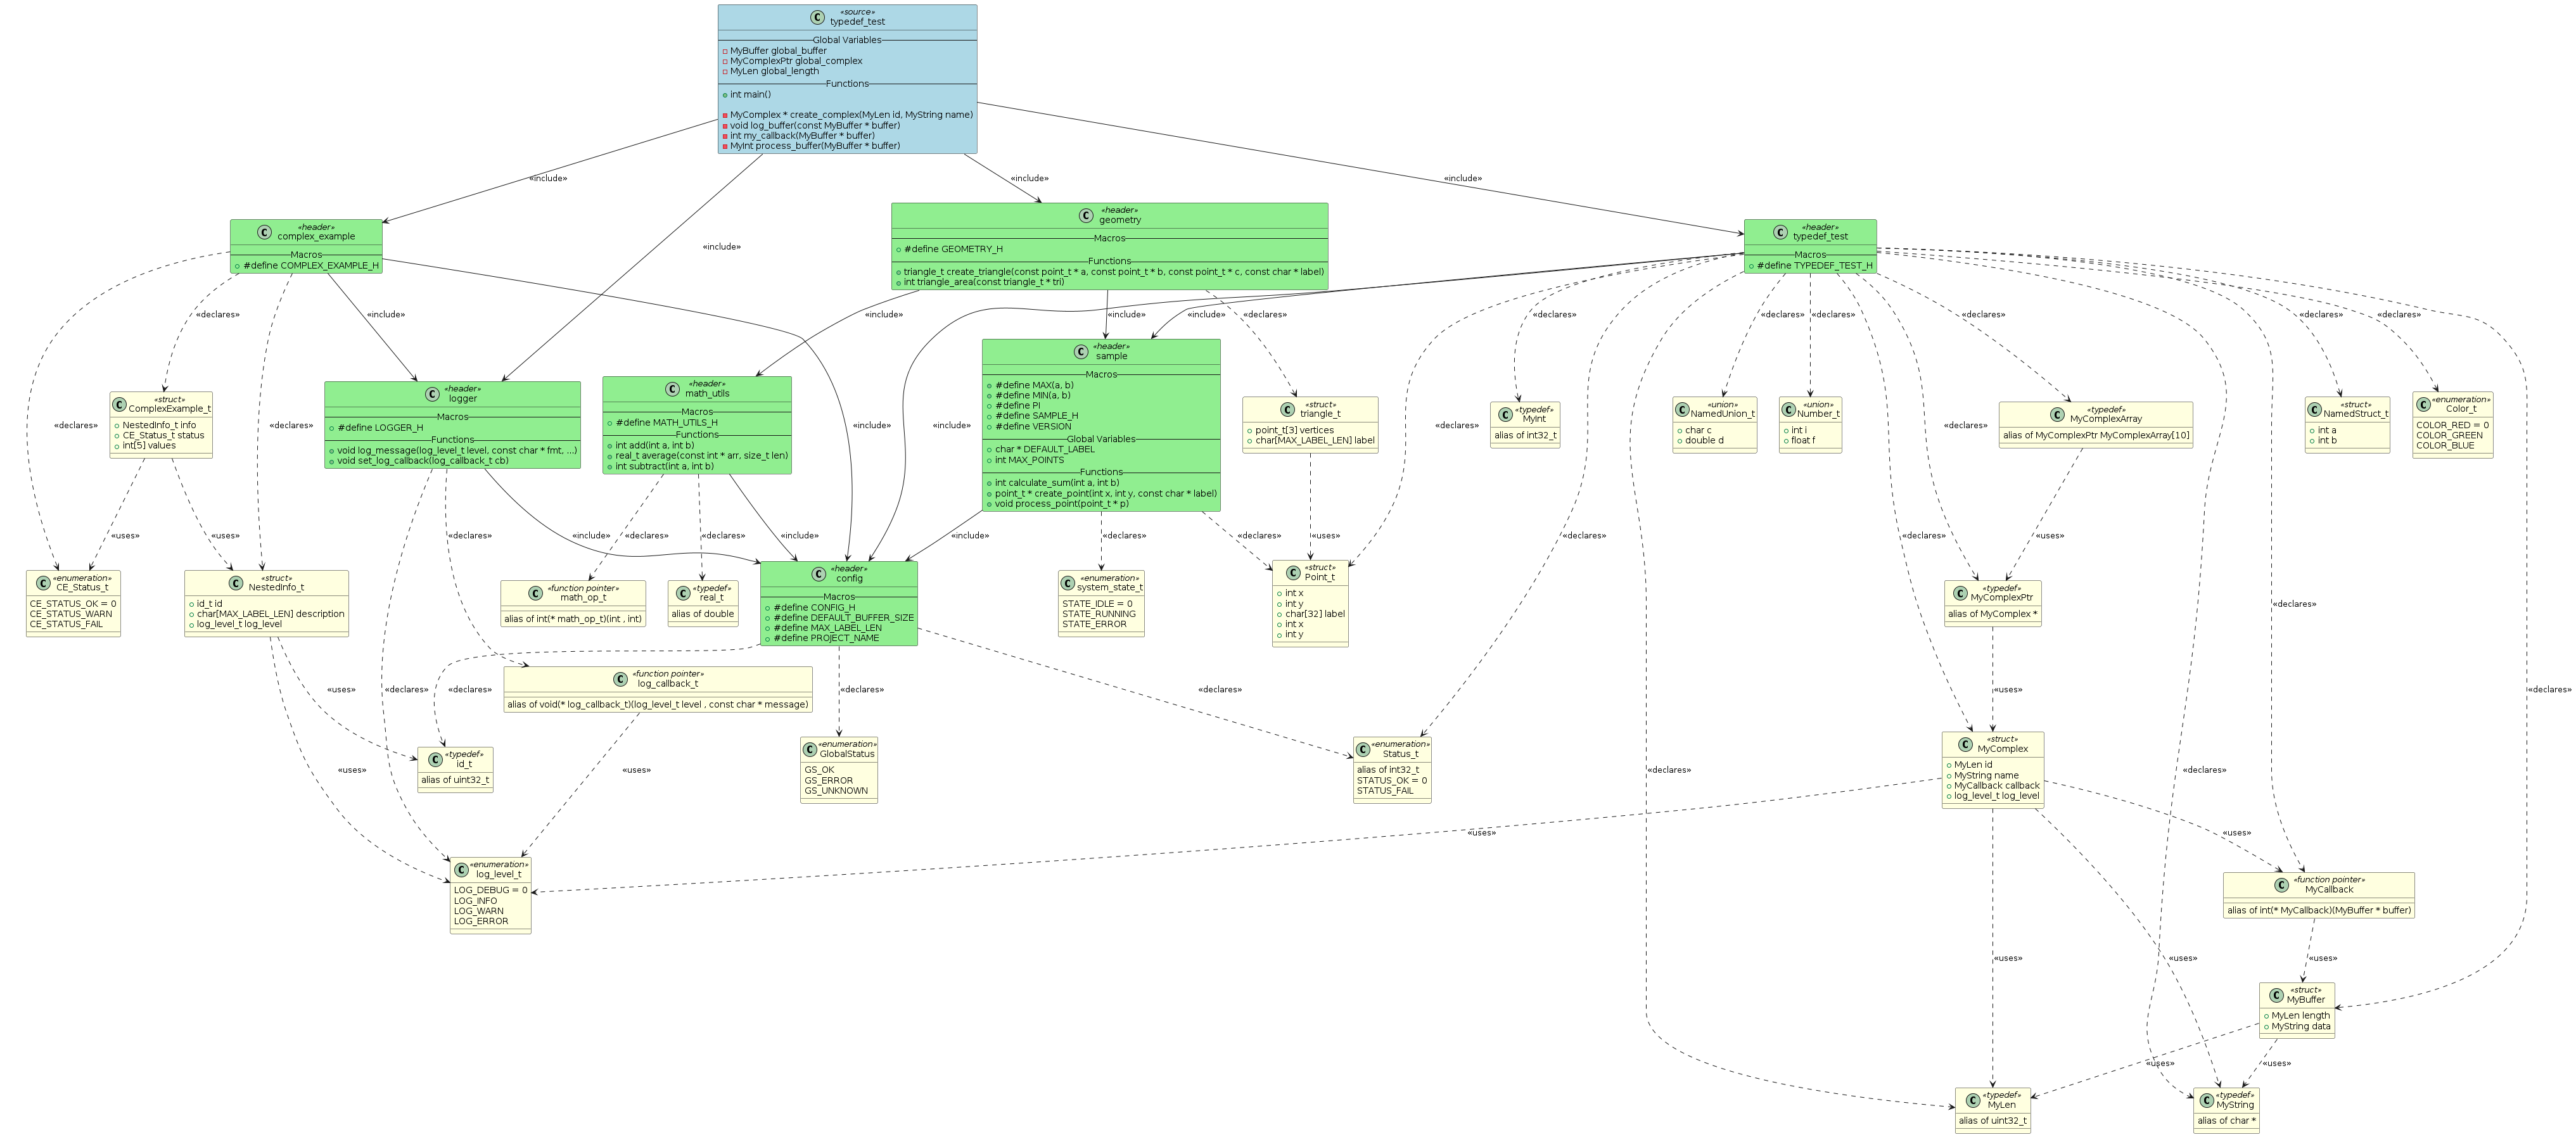 C «source»
typedef_test
Global Variables
MyBuffer global_buffer
MyComplexPtr global_complex
MyLen global_length
Functions
int main()
MyComplex * create_complex(MyLen id, MyString name)
void log_buffer(const MyBuffer * buffer)
int my_callback(MyBuffer * buffer)
MyInt process_buffer(MyBuffer * buffer)
«include»
«include»
«include»
«include»
C «header»
complex_example
Macros
#define COMPLEX_EXAMPLE_H
C «header»
geometry
Macros
#define GEOMETRY_H
Functions
triangle_t create_triangle(const point_t * a, const point_t * b, const point_t * c, const char * label)
int triangle_area(const triangle_t * tri)
C «header»
typedef_test
Macros
#define TYPEDEF_TEST_H
«declares»
«include»
«include»
«include»
«include»
«declares»
«declares»
«declares»
«declares»
«declares»
«declares»
«declares»
C «struct»
ComplexExample_t
NestedInfo_t info
CE_Status_t status
int[5] values
C «header»
logger
Macros
#define LOGGER_H
Functions
void log_message(log_level_t level, const char * fmt, ...)
void set_log_callback(log_callback_t cb)
C «header»
math_utils
Macros
#define MATH_UTILS_H
Functions
int add(int a, int b)
real_t average(const int * arr, size_t len)
int subtract(int a, int b)
C «header»
sample
Macros
#define MAX(a, b)
#define MIN(a, b)
#define PI
#define SAMPLE_H
#define VERSION
Global Variables
char * DEFAULT_LABEL
int MAX_POINTS
Functions
int calculate_sum(int a, int b)
point_t * create_point(int x, int y, const char * label)
void process_point(point_t * p)
C «struct»
triangle_t
point_t[3] vertices
char[MAX_LABEL_LEN] label
C «typedef»
MyInt
alias of int32_t
C «union»
NamedUnion_t
char c
double d
C «union»
Number_t
int i
float f
C «typedef»
MyComplexArray
alias of MyComplexPtr MyComplexArray[10]
C «struct»
NamedStruct_t
int a
int b
C «enumeration»
Color_t
COLOR_RED = 0
COLOR_GREEN
COLOR_BLUE
«declares»
«declares»
«include»
«include»
«declares»
«declares»
«uses»
«uses»
«include»
«declares»
«declares»
«include»
«include»
«declares»
«declares»
«uses»
«declares»
«declares»
«uses»
C «enumeration»
CE_Status_t
CE_STATUS_OK = 0
CE_STATUS_WARN
CE_STATUS_FAIL
C «struct»
NestedInfo_t
id_t id
char[MAX_LABEL_LEN] description
log_level_t log_level
C «function pointer»
math_op_t
alias of int(* math_op_t)(int , int)
C «typedef»
real_t
alias of double
C «header»
config
Macros
#define CONFIG_H
#define DEFAULT_BUFFER_SIZE
#define MAX_LABEL_LEN
#define PROJECT_NAME
C «enumeration»
system_state_t
STATE_IDLE = 0
STATE_RUNNING
STATE_ERROR
C «struct»
Point_t
int x
int y
char[32] label
int x
int y
C «typedef»
MyComplexPtr
alias of MyComplex *
«declares»
«uses»
«declares»
«declares»
C «function pointer»
log_callback_t
alias of void(* log_callback_t)(log_level_t level , const char * message)
«declares»
«declares»
«uses»
«declares»
C «typedef»
id_t
alias of uint32_t
C «enumeration»
GlobalStatus
GS_OK
GS_ERROR
GS_UNKNOWN
C «enumeration»
Status_t
alias of int32_t
STATUS_OK = 0
STATUS_FAIL
C «struct»
MyComplex
MyLen id
MyString name
MyCallback callback
log_level_t log_level
«uses»
«uses»
«declares»
«declares»
«uses»
«uses»
C «enumeration»
log_level_t
LOG_DEBUG = 0
LOG_INFO
LOG_WARN
LOG_ERROR
C «function pointer»
MyCallback
alias of int(* MyCallback)(MyBuffer * buffer)
«uses»
«uses»
«uses»
C «struct»
MyBuffer
MyLen length
MyString data
«uses»
«uses»
C «typedef»
MyLen
alias of uint32_t
C «typedef»
MyString
alias of char *